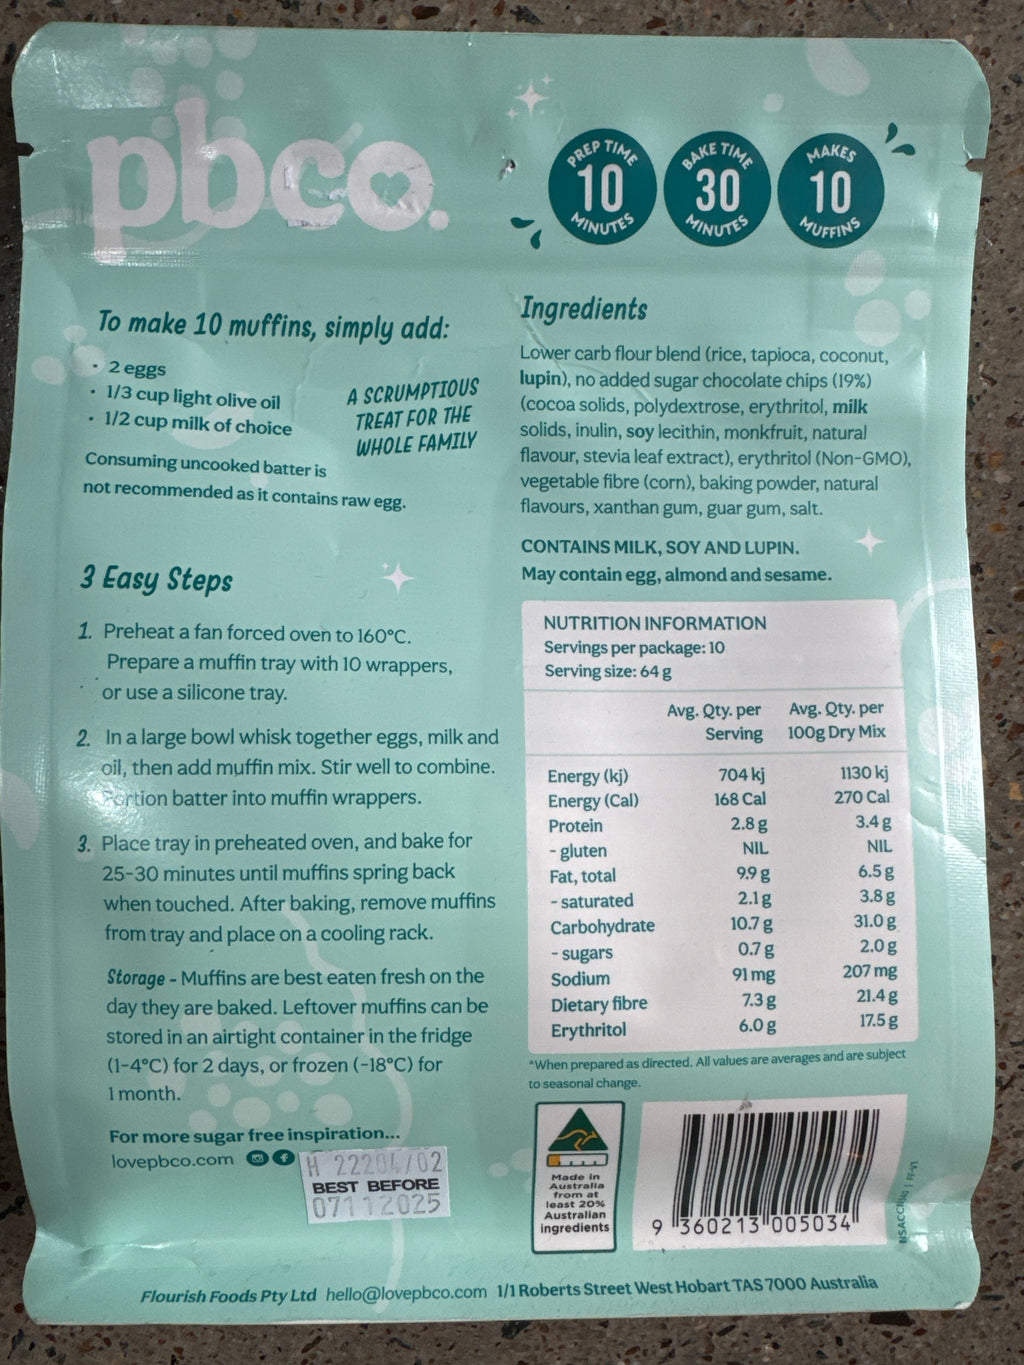 pbco.
PREP TIME
10
MINUTES
BAKE TIME
30
MINUTES
MAKES
10
MUFFINS
To make 10 muffins, simply add:
• 2 eggs
• 1/3 cup light olive oil
• 1/2 cup milk of choice
A SCRUMPTIOUS
TREAT FOR THE
WHOLE FAMILY
Consuming uncooked batter is
not recommended as it contains raw egg.
3 Easy Steps
1. Preheat a fan forced oven to 160°C.
Prepare a muffin tray with 10 wrappers,
or use a silicone tray.
2. In a large bowl whisk together eggs, milk and
oil, then add muffin mix. Stir well to combine.
Portion batter into muffin wrappers.
3. Place tray in preheated oven, and bake for
25-30 minutes until muffins spring back
when touched. After baking, remove muffins
from tray and place on a cooling rack.
Storage - Muffins are best eaten fresh on the
day they are baked. Leftover muffins can be
stored in an airtight container in the fridge
(1-4°C) for 2 days, or frozen (-18°C) for
1 month.
For more sugar free inspiration...
lovepbco.com
H 22204/02
BEST BEFORE
07112025
Ingredients
Lower carb flour blend (rice, tapioca, coconut,
lupin), no added sugar chocolate chips (19%)
(cocoa solids, polydextrose, erythritol, milk
solids, inulin, soy lecithin, monkfruit, natural
flavour, stevia leaf extract), erythritol (Non-GMO),
vegetable fibre (corn), baking powder, natural
flavours, xanthan gum, guar gum, salt.
CONTAINS MILK, SOY AND LUPIN.
May contain egg, almond and sesame.
NUTRITION INFORMATION
Servings per package: 10
Serving size: 64 g
Avg. Qty. per Avg. Qty. per
Serving 100g Dry Mix
Energy (kj) 704 kj 1130 kj
Energy (Cal) 168 Cal 270 Cal
Protein 2.8 g 3.4 g
- gluten NIL NIL
Fat, total 9.9 g 6.5 g
- saturated 2.1 g 3.8 g
Carbohydrate 10.7 g 31.0 g
- sugars 0.7 g 2.0 g
Sodium 91 mg 207 mg
Dietary fibre 7.3 g 21.4 g
Erythritol 6.0 g 17.5 g
^When prepared as directed. All values are averages and are subject
to seasonal change.
Made in
Australia
from at
least 20%
Australian
ingredients
9 360213 005034
Flourish Foods Pty Ltd hello@lovepbco.com 1/1 Roberts Street West Hobart TAS 7000 Australia